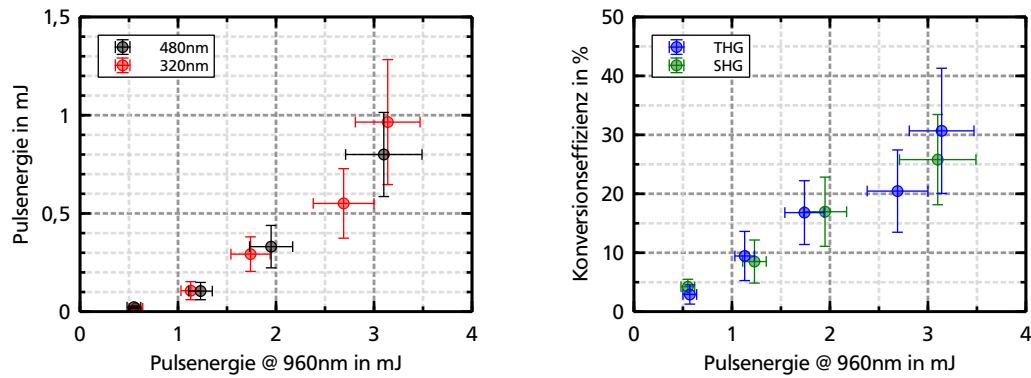 1,5
1
0,5
0
Pulsenergie in mJ
480nm
320nm
0 1 2 3 4
Pulsenergie @ 960nm in mJ
50
40
30
20
10
0
Konversionseffizienz in %
THG
SHG
0 1 2 3 4
Pulsenergie @ 960nm in mJ